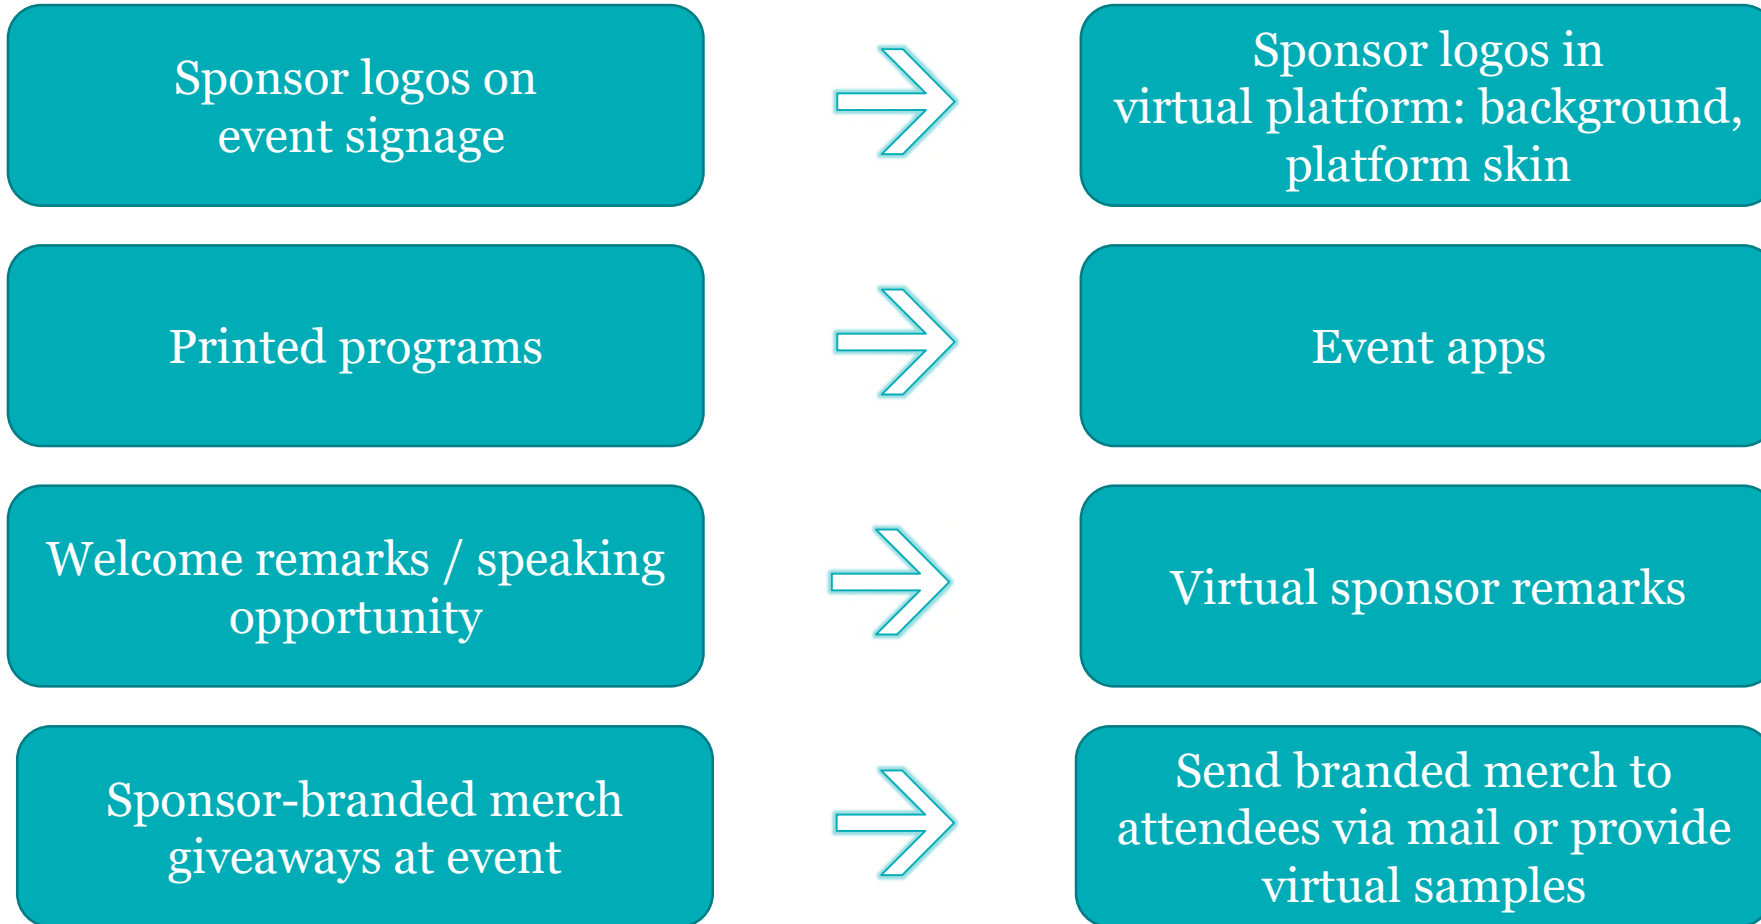 Sponsor logos on
event signage
Sponsor logos in
virtual platform: background,
platform skin
Printed programs
Event apps
Welcome remarks / speaking
opportunity
Virtual sponsor remarks
Sponsor-branded merch
giveaways at event
Send branded merch to
attendees via mail or provide
virtual samples